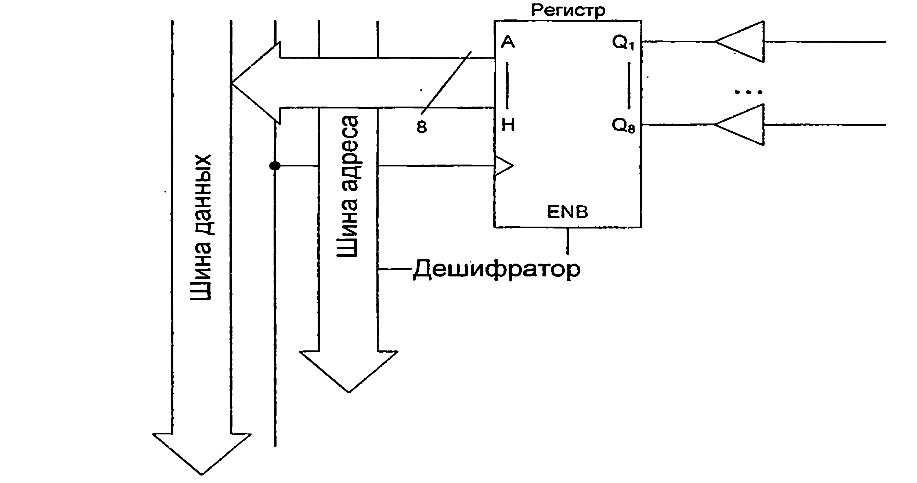 Регистр
A Q1
8 H Q8
...
ENB
Шина данных
Шина адреса
Дешифратор